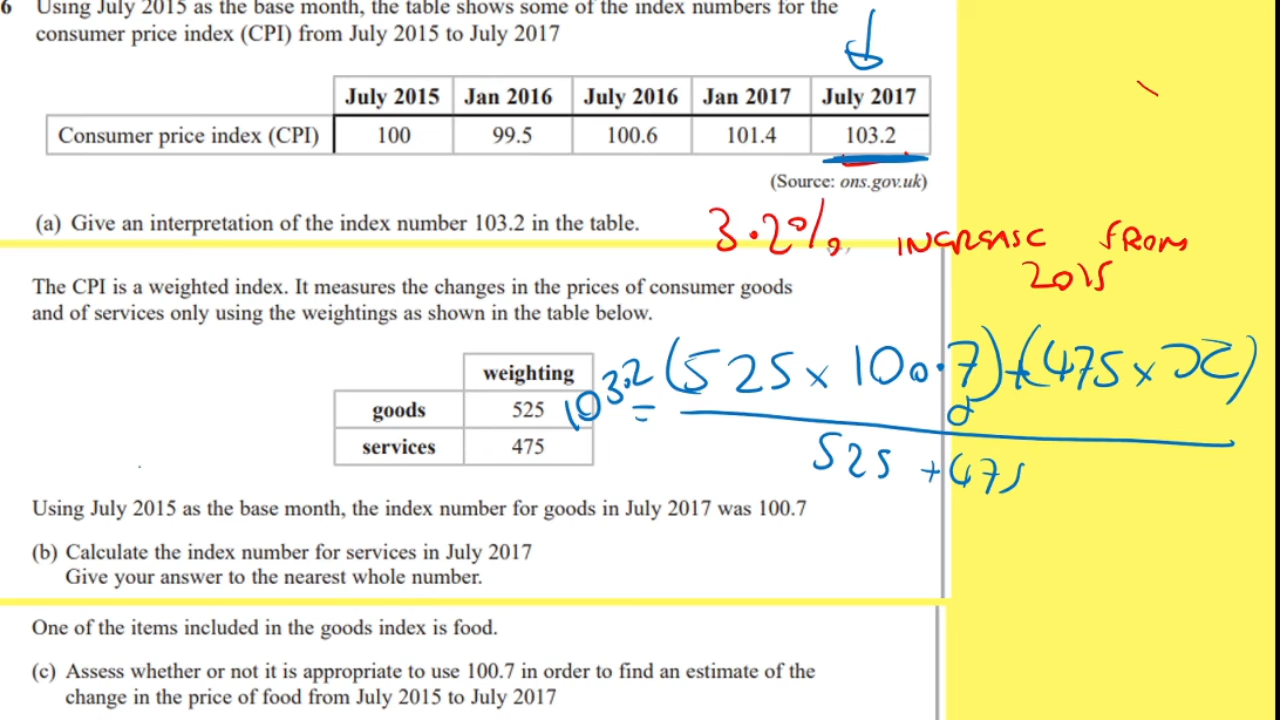 6 Using July 2015 as the base month, the table shows some of the index numbers for the
consumer price index (CPI) from July 2015 to July 2017
July 2015 Jan 2016 July 2016 Jan 2017 July 2017
Consumer price index (CPI) 100 99.5 100.6 101.4 103.2
(Source: ons.gov.uk)
(a) Give an interpretation of the index number 103.2 in the table.
3.2% INCREASE FROM
2015
The CPI is a weighted index. It measures the changes in the prices of consumer goods
and of services only using the weightings as shown in the table below.
weighting
goods 525
services 475
103.2 = (525 × 100.7) + (475 × x)
525 + 475
Using July 2015 as the base month, the index number for goods in July 2017 was 100.7
(b) Calculate the index number for services in July 2017
Give your answer to the nearest whole number.
One of the items included in the goods index is food.
(c) Assess whether or not it is appropriate to use 100.7 in order to find an estimate of the
change in the price of food from July 2015 to July 2017